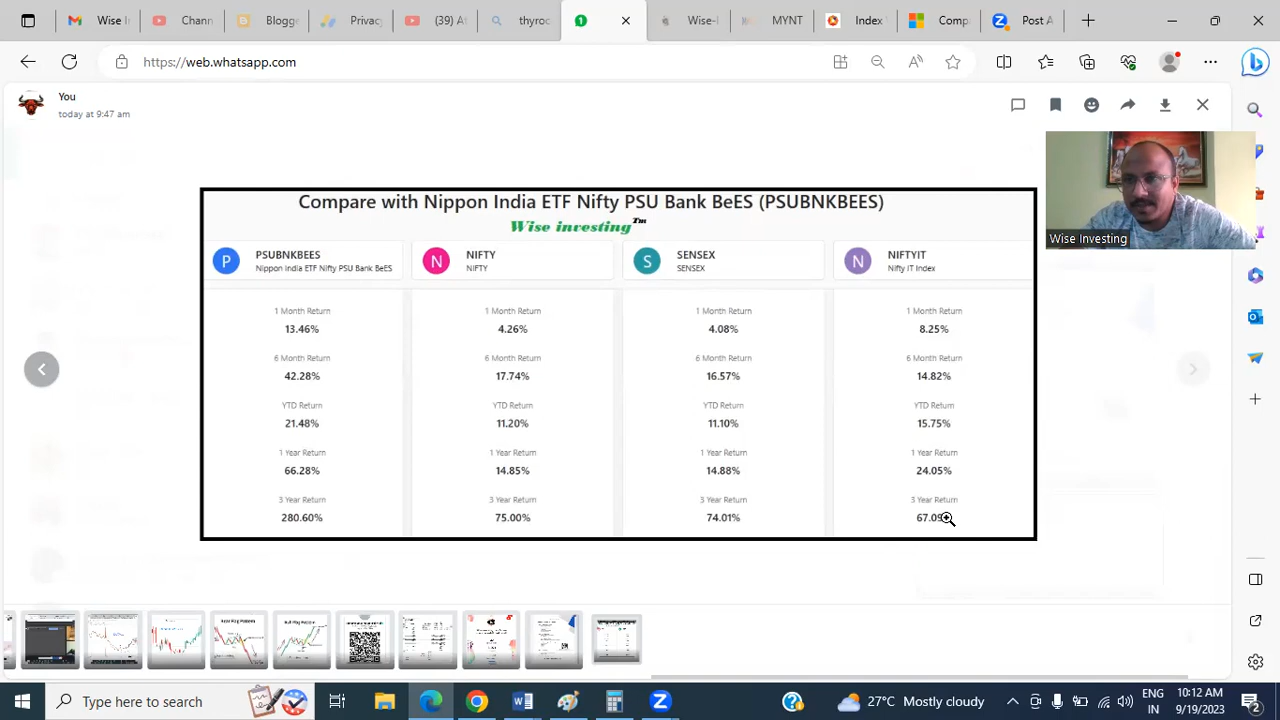 Wise In
Chann
Blogge
Privac
(39) A
thyroc
Wise-I
MYNT
Index
Comp
Post A
https://web.whatsapp.com
You
today at 9:47 am
Compare with Nippon India ETF Nifty PSU Bank BeES (PSUBNKBEES)
Wise investing™
PSUBNKBEES
Nippon India ETF Nifty PSU Bank BeES
NIFTY
NIFTY
SENSEX
SENSEX
NIFTYIT
Nifty IT Index
1 Month Return 1 Month Return 1 Month Return 1 Month Return
13.46% 4.26% 4.08% 8.25%
6 Month Return 6 Month Return 6 Month Return 6 Month Return
42.28% 17.74% 16.57% 14.82%
YTD Return YTD Return YTD Return YTD Return
21.48% 11.20% 11.10% 15.75%
1 Year Return 1 Year Return 1 Year Return 1 Year Return
66.28% 14.85% 14.88% 24.05%
3 Year Return 3 Year Return 3 Year Return 3 Year Return
280.60% 75.00% 74.01%
Wise Investing
Bull Flag Pattern
Type here to search
27°C Mostly cloudy
ENG
IN
10:12 AM
9/19/2023
2